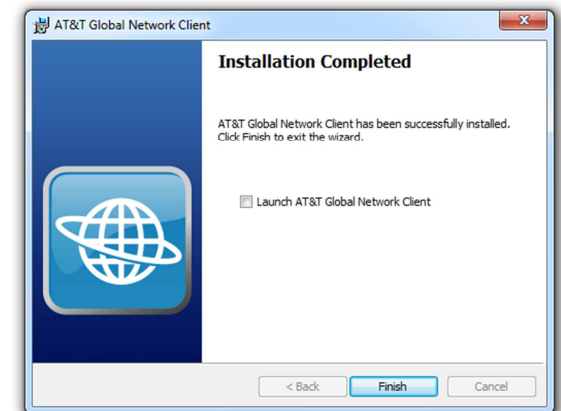 AT&T Global Network Client
Installation Completed
AT&T Global Network Client has been successfully installed.
Click Finish to exit the wizard.
Launch AT&T Global Network Client
< Back
Finish
Cancel